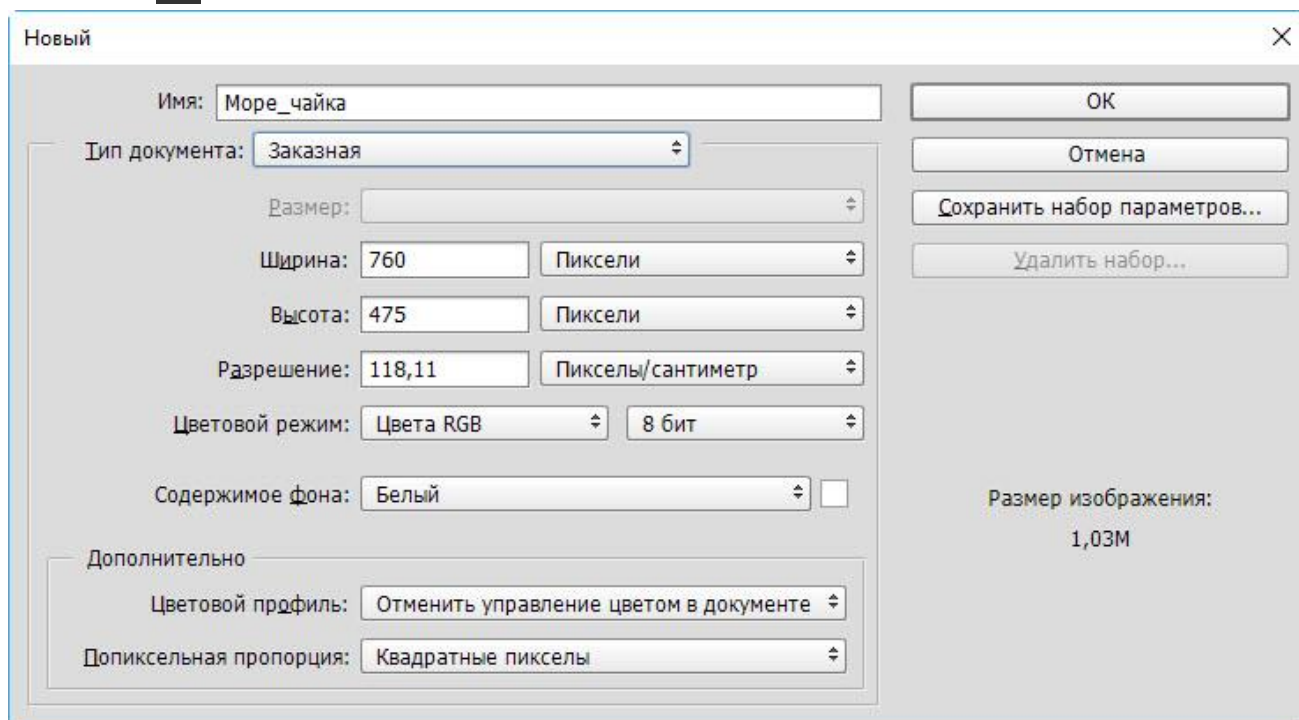 Новый
Имя: Море_чайка
ОК
Тип документа: Заказная
Отмена
Размер:
Сохранить набор параметров...
Ширина: 760 Пиксели
Удалить набор...
Высота: 475 Пиксели
Разрешение: 118,11 Пикселы/сантиметр
Цветовой режим: Цвета RGB 8 бит
Содержимое фона: Белый
Размер изображения:
1,03М
Дополнительно
Цветовой профиль: Отменить управление цветом в документе
Попиксельная пропорция: Квадратные пикселы